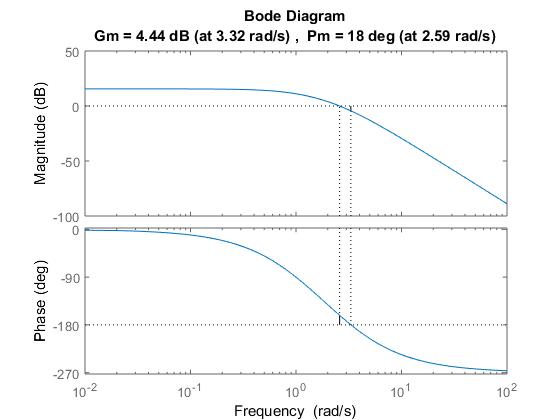 Bode Diagram
Gm = 4.44 dB (at 3.32 rad/s) ,  Pm = 18 deg (at 2.59 rad/s)
50
0
-50
-100
Magnitude (dB)
0
-90
-180
-270
Phase (deg)
10^-2 10^-1 10^0 10^1 10^2
Frequency  (rad/s)